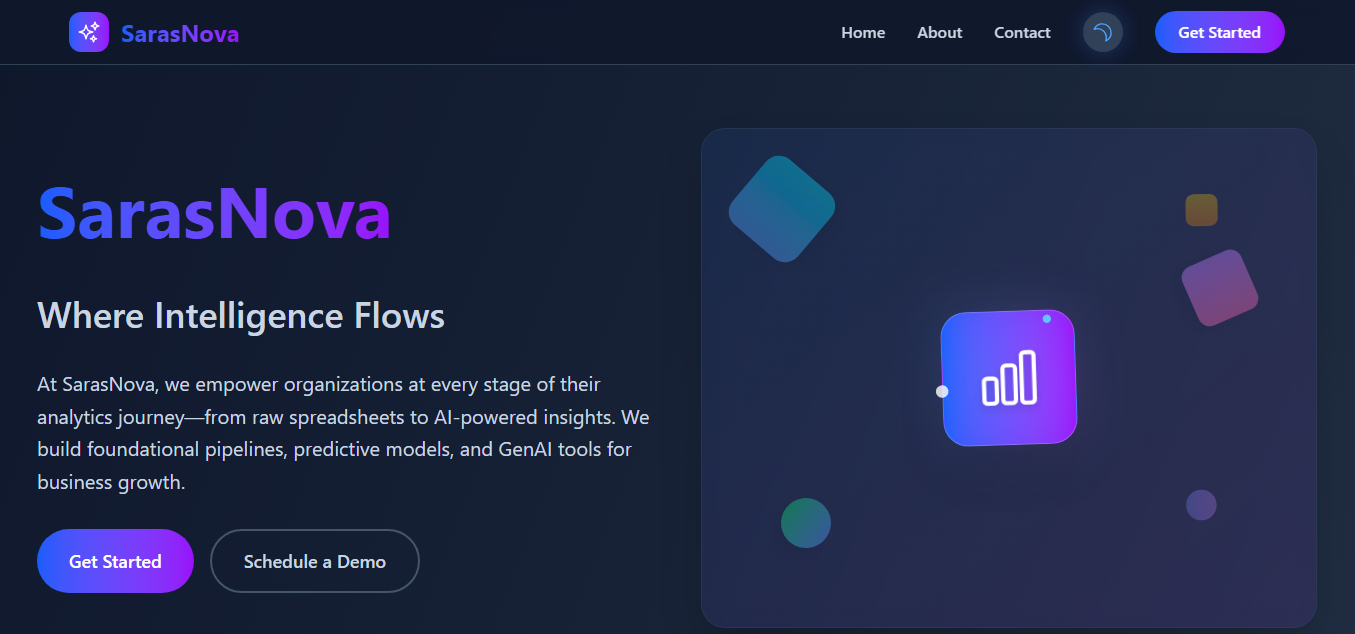 SarasNova
Home
About
Contact
Get Started
SarasNova
Where Intelligence Flows
At SarasNova, we empower organizations at every stage of their
analytics journey—from raw spreadsheets to AI-powered insights. We
build foundational pipelines, predictive models, and GenAI tools for
business growth.
Get Started
Schedule a Demo